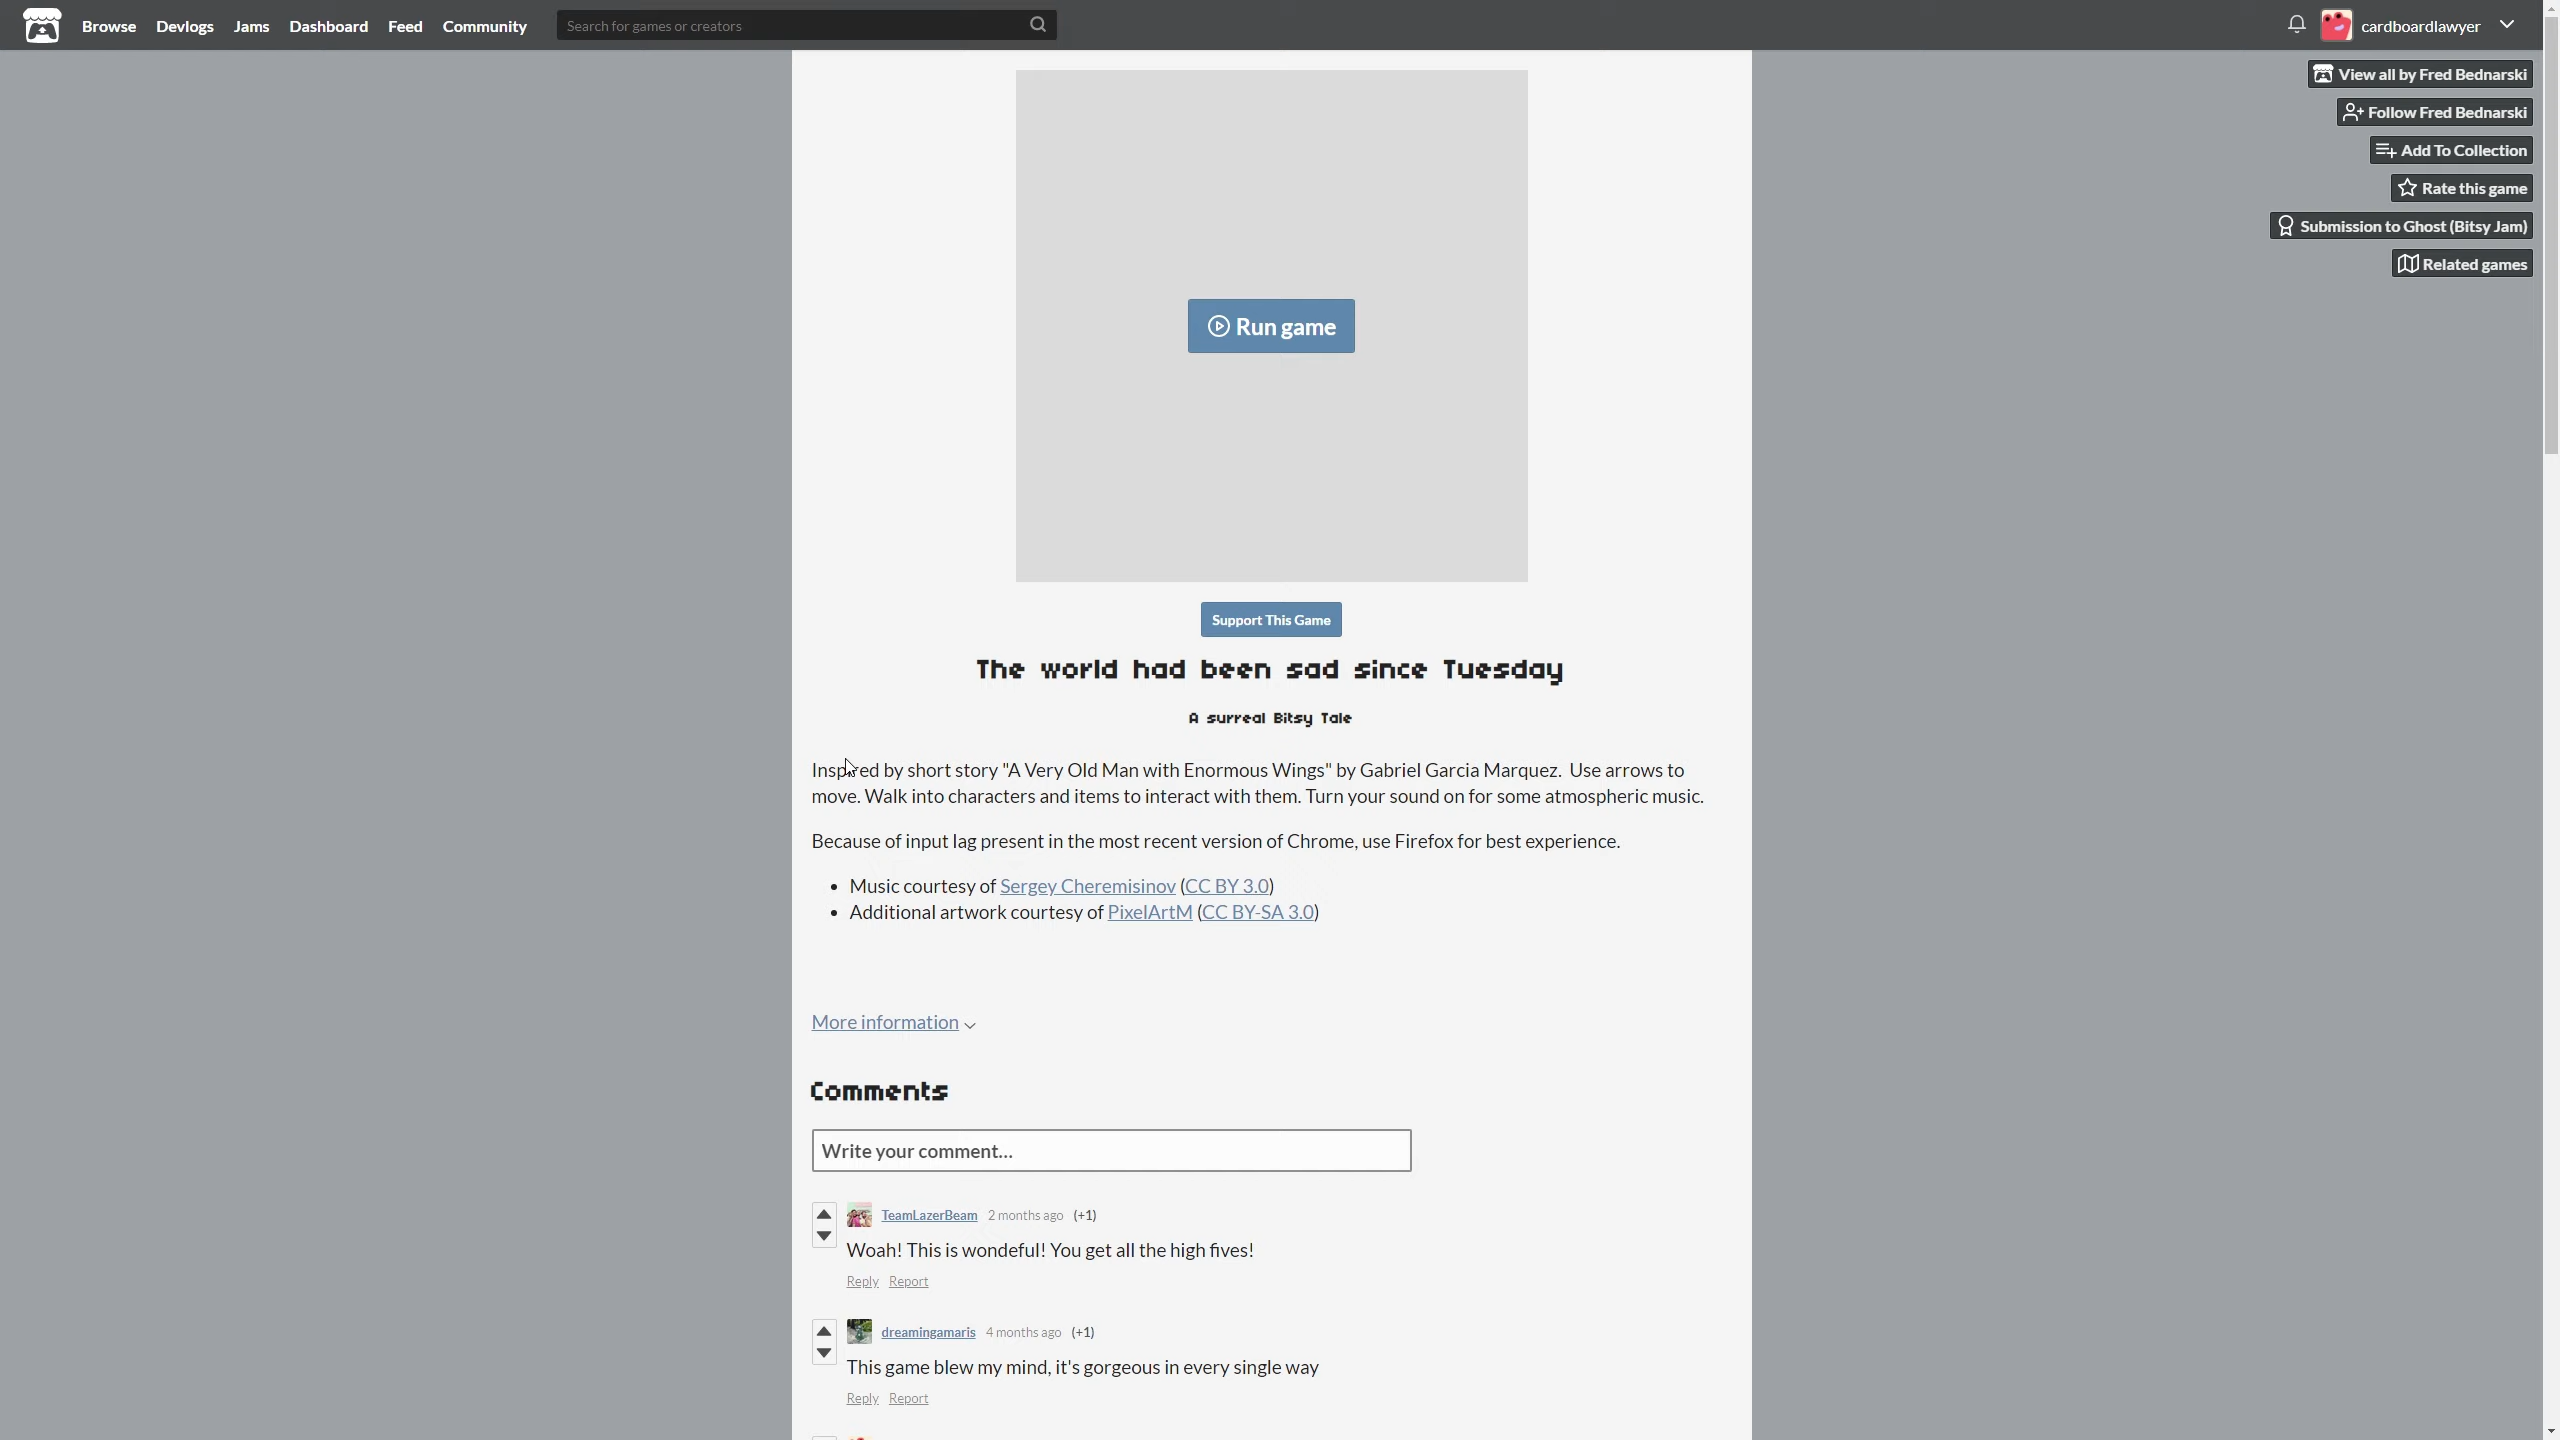 Browse Devlogs Jams Dashboard Feed Community Search for games or creators cardboardlawyer
View all by Fred Bednarski
Follow Fred Bednarski
Add To Collection
Rate this game
Submission to Ghost (Bitsy Jam)
Related games
Run game
Support This Game
The world had been sad since Tuesday
A surreal Bitsy Tale
Inspired by short story "A Very Old Man with Enormous Wings" by Gabriel Garcia Marquez. Use arrows to
move. Walk into characters and items to interact with them. Turn your sound on for some atmospheric music.
Because of input lag present in the most recent version of Chrome, use Firefox for best experience.
• Music courtesy of Sergey Cheremisinov (CC BY 3.0)
• Additional artwork courtesy of PixelArtM (CC BY-SA 3.0)
More information
Comments
Write your comment...
TeamLazerBeam 2 months ago (+1)
Woah! This is wondeful! You get all the high fives!
Reply Report
dreamingamaris 4 months ago (+1)
This game blew my mind, it's gorgeous in every single way
Reply Report